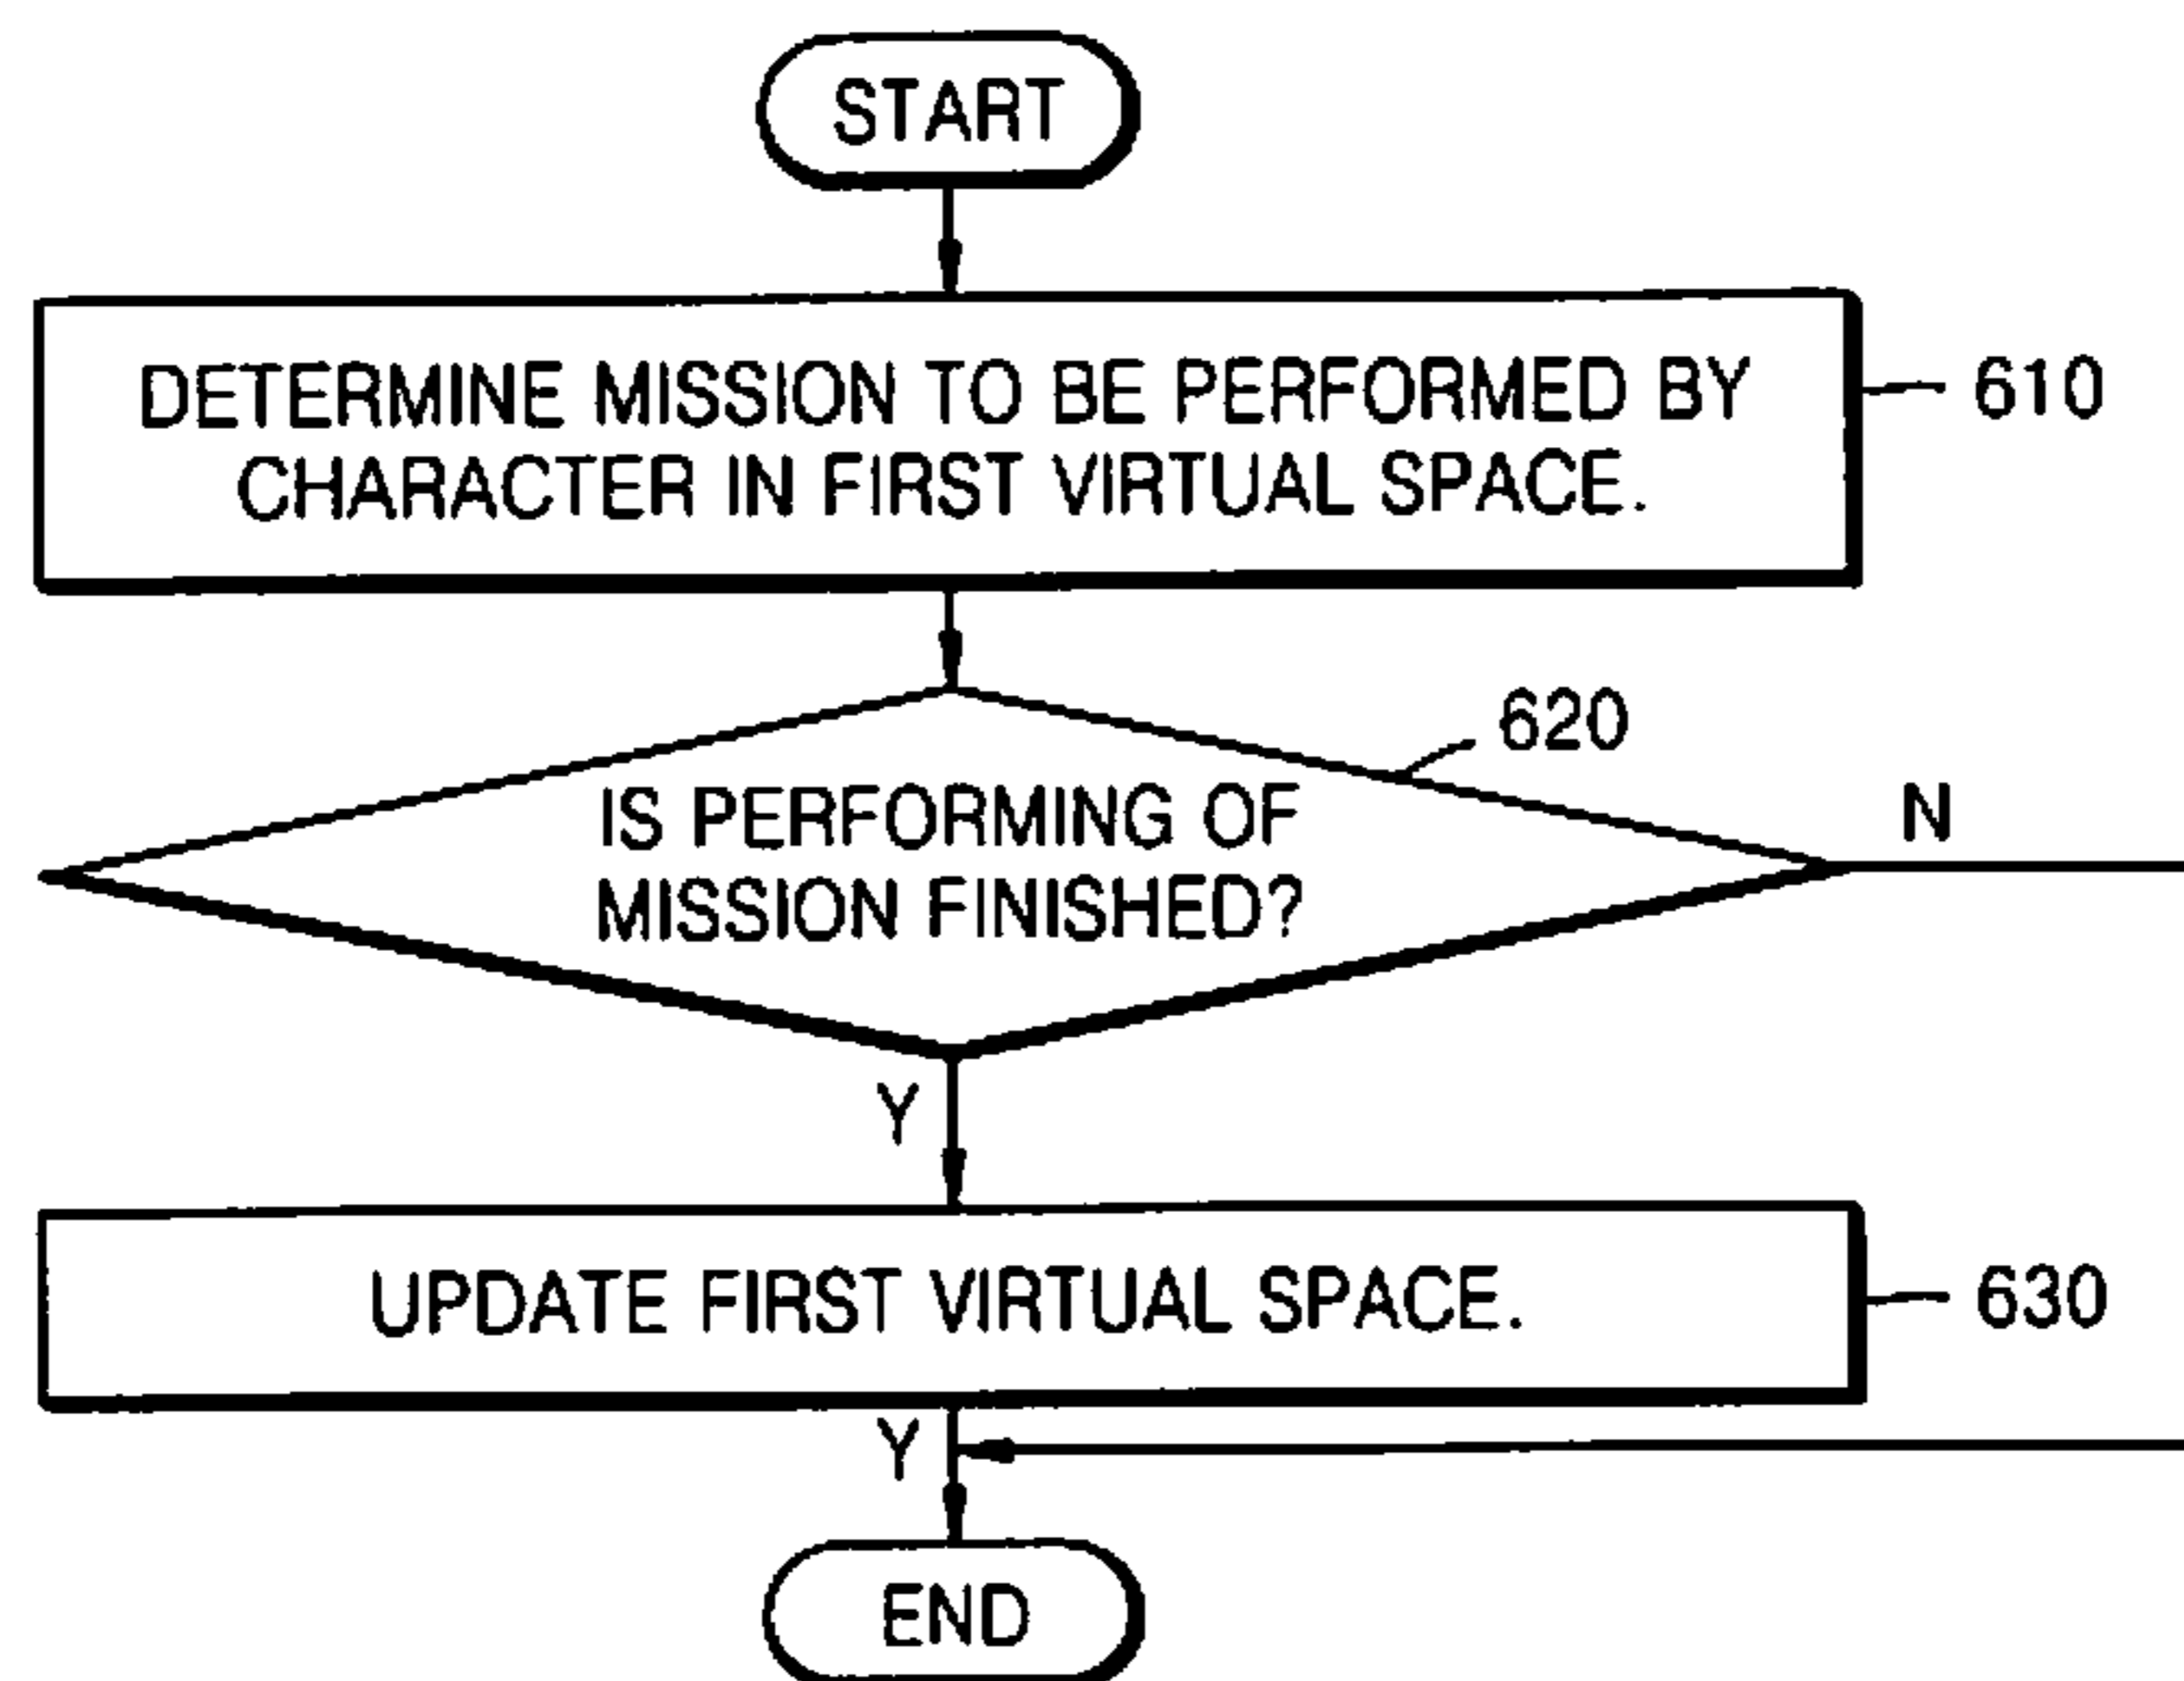 START
DETERMINE MISSION TO BE PERFORMED BY
CHARACTER IN FIRST VIRTUAL SPACE.
610
620
IS PERFORMING OF
MISSION FINISHED?
N
Y
UPDATE FIRST VIRTUAL SPACE.
630
Y
END